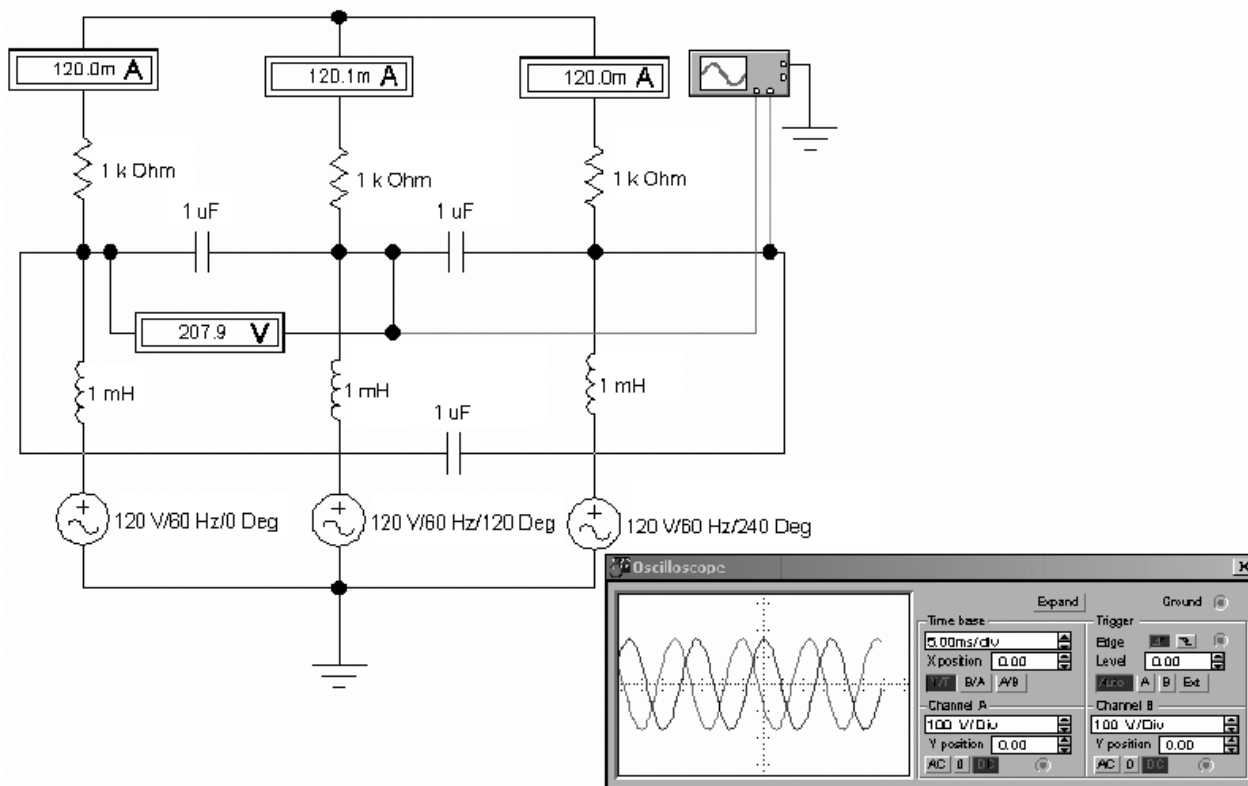 120.0m A
120.1m A
120.0m A
1 k Ohm
1 k Ohm
1 k Ohm
1 uF
1 uF
207.9 V
1 mH
1 mH
1 mH
1 uF
120 V/60 Hz/0 Deg
120 V/60 Hz/120 Deg
120 V/60 Hz/240 Deg
Oscilloscope
Expand
Ground
Time base
Trigger
5.00ms/div
Edge
X position 0.00
Level 0.00
Y/T B/A A/B
Auto A B Ext
Channel A
Channel B
100 V/Div
100 V/Div
Y position 0.00
Y position 0.00
AC 0 DC
AC 0 DC